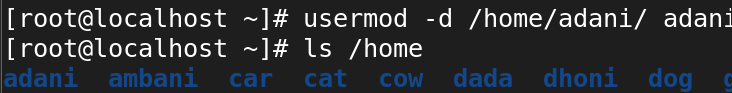 [root@localhost ~]# usermod -d /home/adani/ adani
[root@localhost ~]# ls /home
adani ambani car cat cow dada dhoni dog